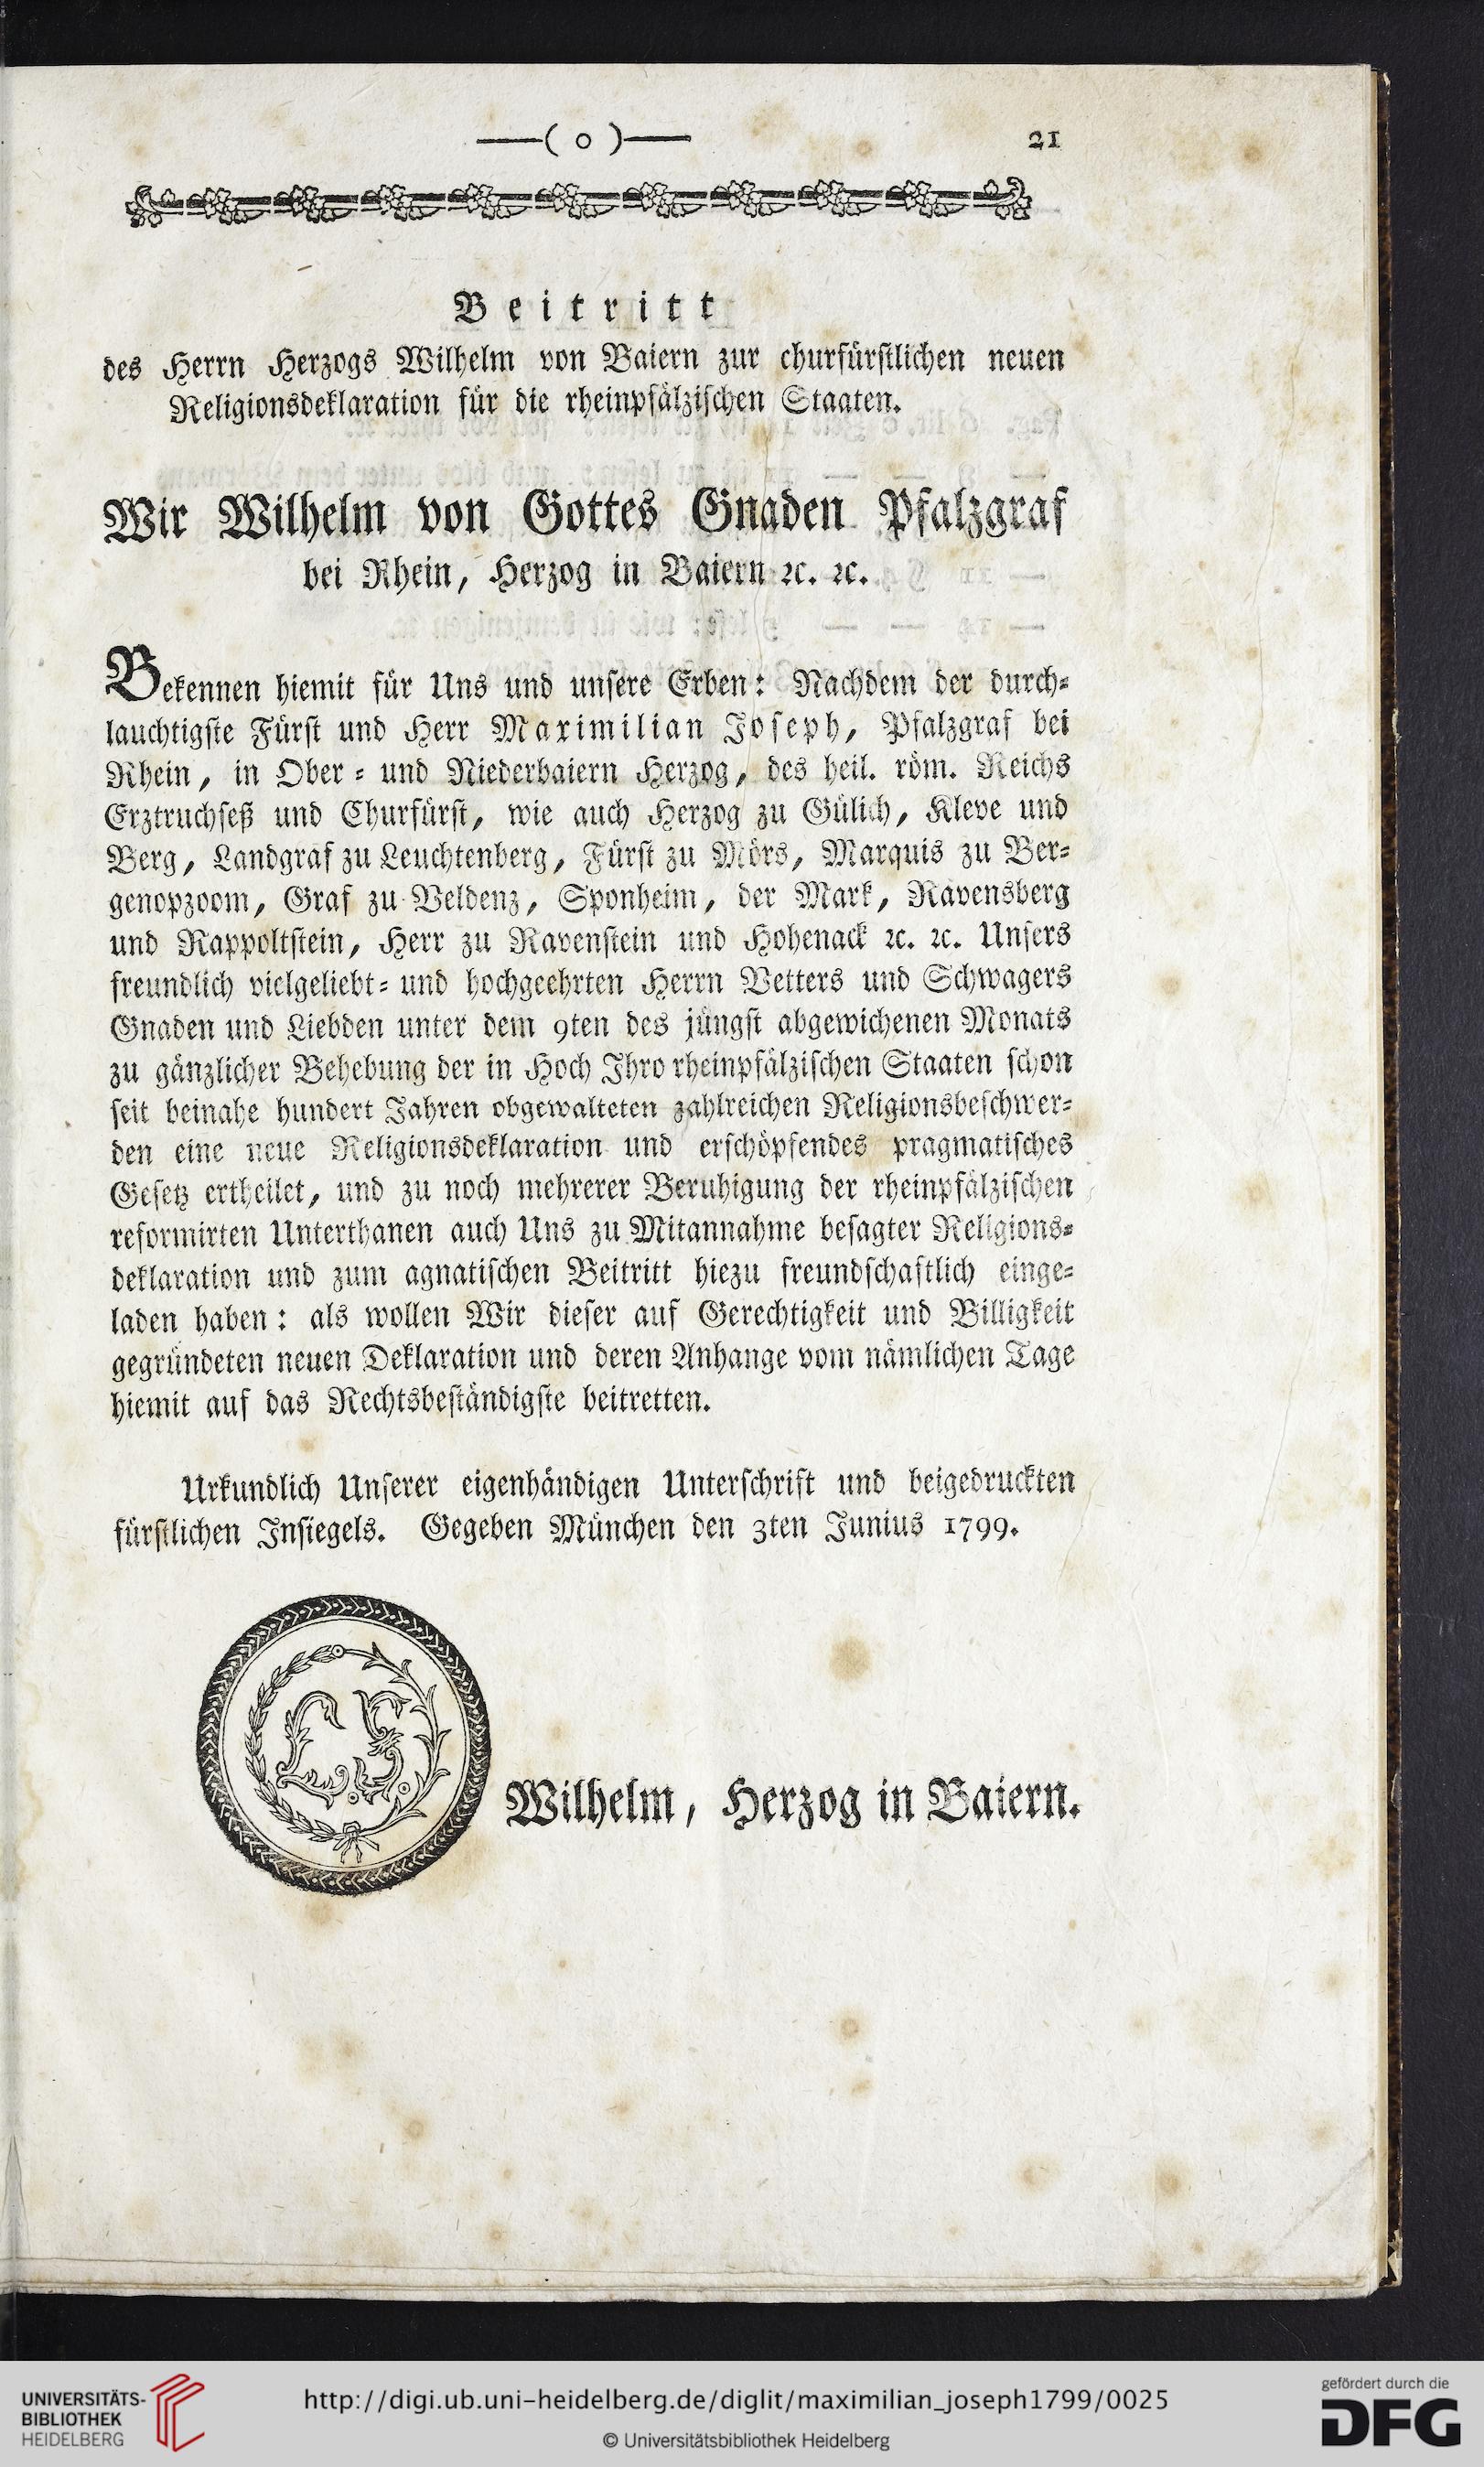 —( o )— 21
Beitritt
des Herrn Herzogs Wilhelm von Baiern zur churfürstlichen neuen
Religionsdeklaration für die rheinpfälzischen Staaten.
Wir Wilhelm von Gottes Gnaden Pfalzgraf
bei Rhein, Herzog in Baiern ꝛc. ꝛc.
Bekennen hiemit für Uns und unsere Erben: Nachdem der durch⸗
lauchtigste Fürst und Herr Maximilian Joseph, Pfalzgraf bei
Rhein, in Ober⸗ und Niederbaiern Herzog, des heil. röm. Reichs
Erztruchseß und Churfürst, wie auch Herzog zu Gülich, Kleve und
Berg, Landgraf zu Leuchtenberg, Fürst zu Mörs, Marquis zu Ber⸗
genopzoom, Graf zu Veldenz, Sponheim, der Mark, Ravensberg
und Rappoltstein, Herr zu Ravenstein und Hohenack ꝛc. ꝛc. Unsers
freundlich vielgeliebt⸗ und hochgeehrten Herrn Vetters und Schwagers
Gnaden und Liebden unter dem 9ten des jüngst abgewichenen Monats
zu gänzlicher Behebung der in Hoch Ihro rheinpfälzischen Staaten schon
seit beinahe hundert Jahren obgewalteten zahlreichen Religionsbeschwer⸗
den eine neue Religionsdeklaration und erschöpfendes pragmatisches
Gesetz ertheilet, und zu noch mehrerer Beruhigung der rheinpfälzischen
reformirten Unterthanen auch Uns zu Mitannahme besagter Religions⸗
deklaration und zum agnatischen Beitritt hiezu freundschaftlich einge⸗
laden haben: als wollen Wir dieser auf Gerechtigkeit und Billigkeit
gegründeten neuen Deklaration und deren Anhange vom nämlichen Tage
hiemit auf das Rechtsbeständigste beitretten.
Urkundlich Unserer eigenhändigen Unterschrift und beigedruckten
fürstlichen Insiegels. Gegeben München den 3ten Junius 1799.
L. S.
Wilhelm, Herzog in Baiern.
UNIVERSITÄTS-
BIBLIOTHEK
HEIDELBERG
http://digi.ub.uni-heidelberg.de/diglit/maximilian_joseph1799/0025
© Universitätsbibliothek Heidelberg
gefördert durch die
DFG